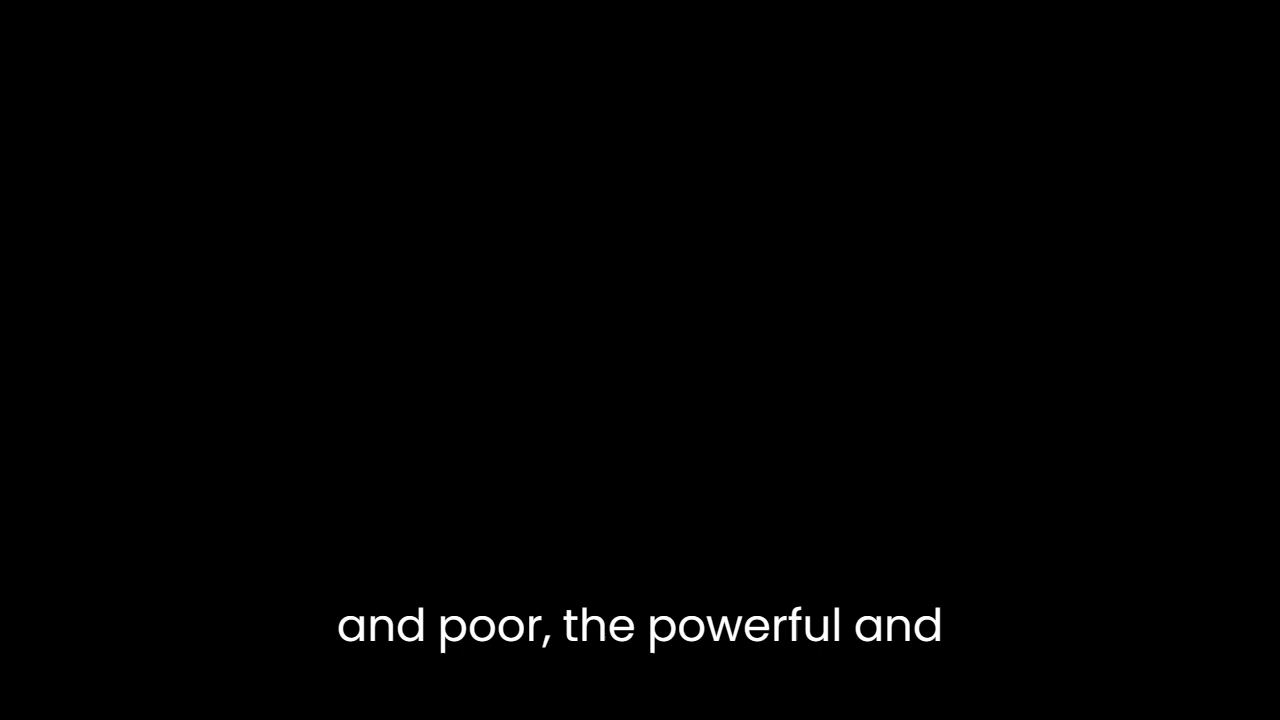 and poor, the powerful and